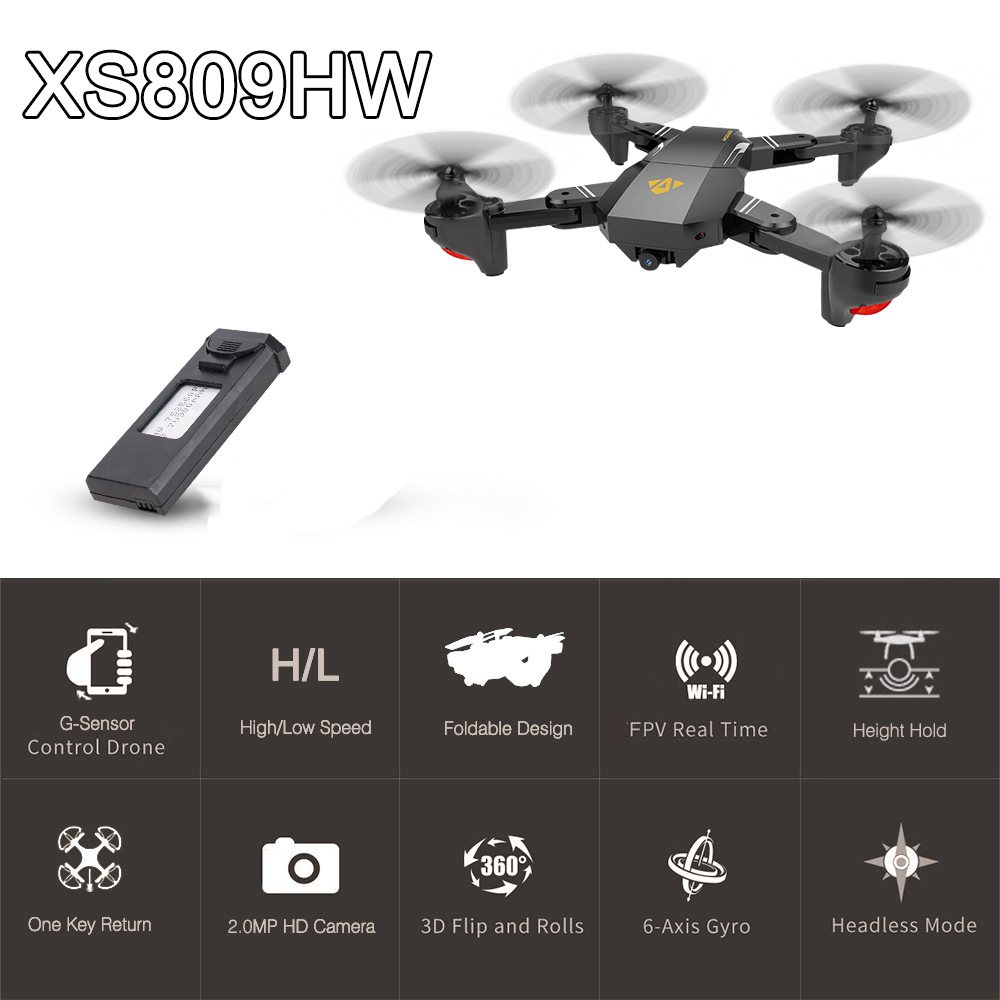 XS809HW
H/L
Wi-Fi
G-Sensor
Control Drone
High/Low Speed
Foldable Design
FPV Real Time
Height Hold
360°
One Key Return
2.0MP HD Camera
3D Flip and Rolls
6-Axis Gyro
Headless Mode